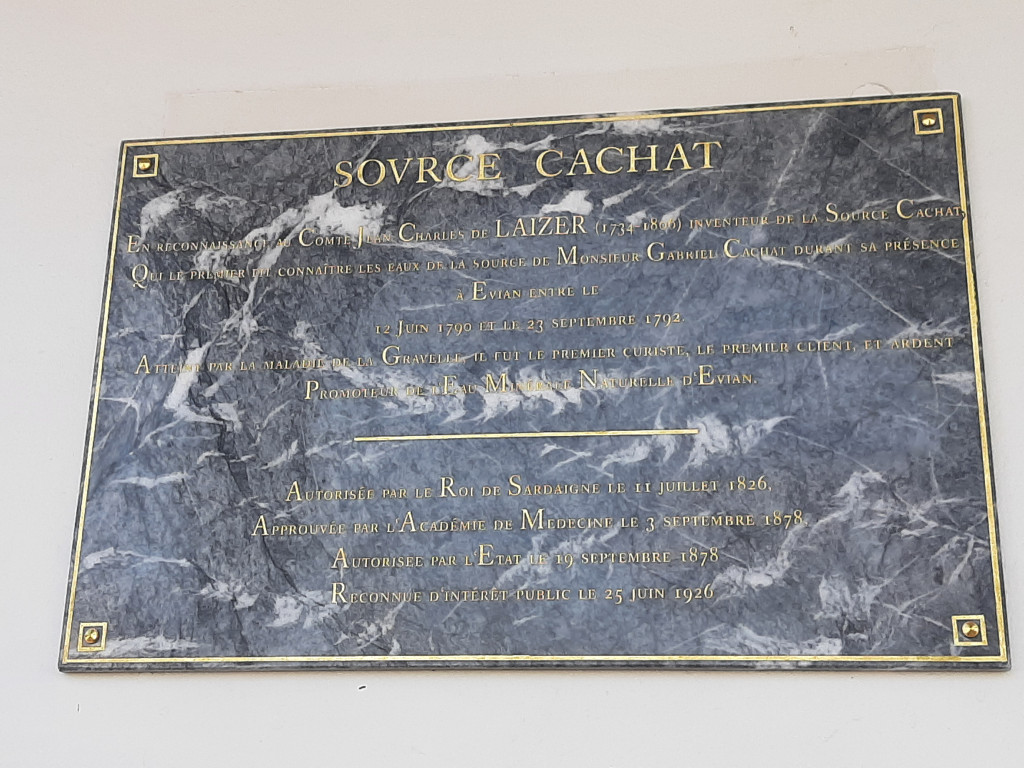 SOVRCE CACHAT
En reconnaissance au Comte Jean Charles de LAIZER (1734-1806) inventeur de la Source Cachat,
Qui le premier fit connaître les eaux de la source de Monsieur Gabriel Cachat durant sa présence
à Evian entre le
12 Juin 1790 et le 23 septembre 1792.
Atteint par la maladie de la Gravelle, il fut le premier curiste, le premier client, et ardent
Promoteur de l'Eau Minérale Naturelle d'Evian.
Autorisée par le Roi de Sardaigne le 11 juillet 1826,
Approuvée par l'Académie de Medecine le 3 septembre 1878,
Autorisée par l'Etat le 19 septembre 1878
Reconnue d'intérêt public le 25 juin 1926